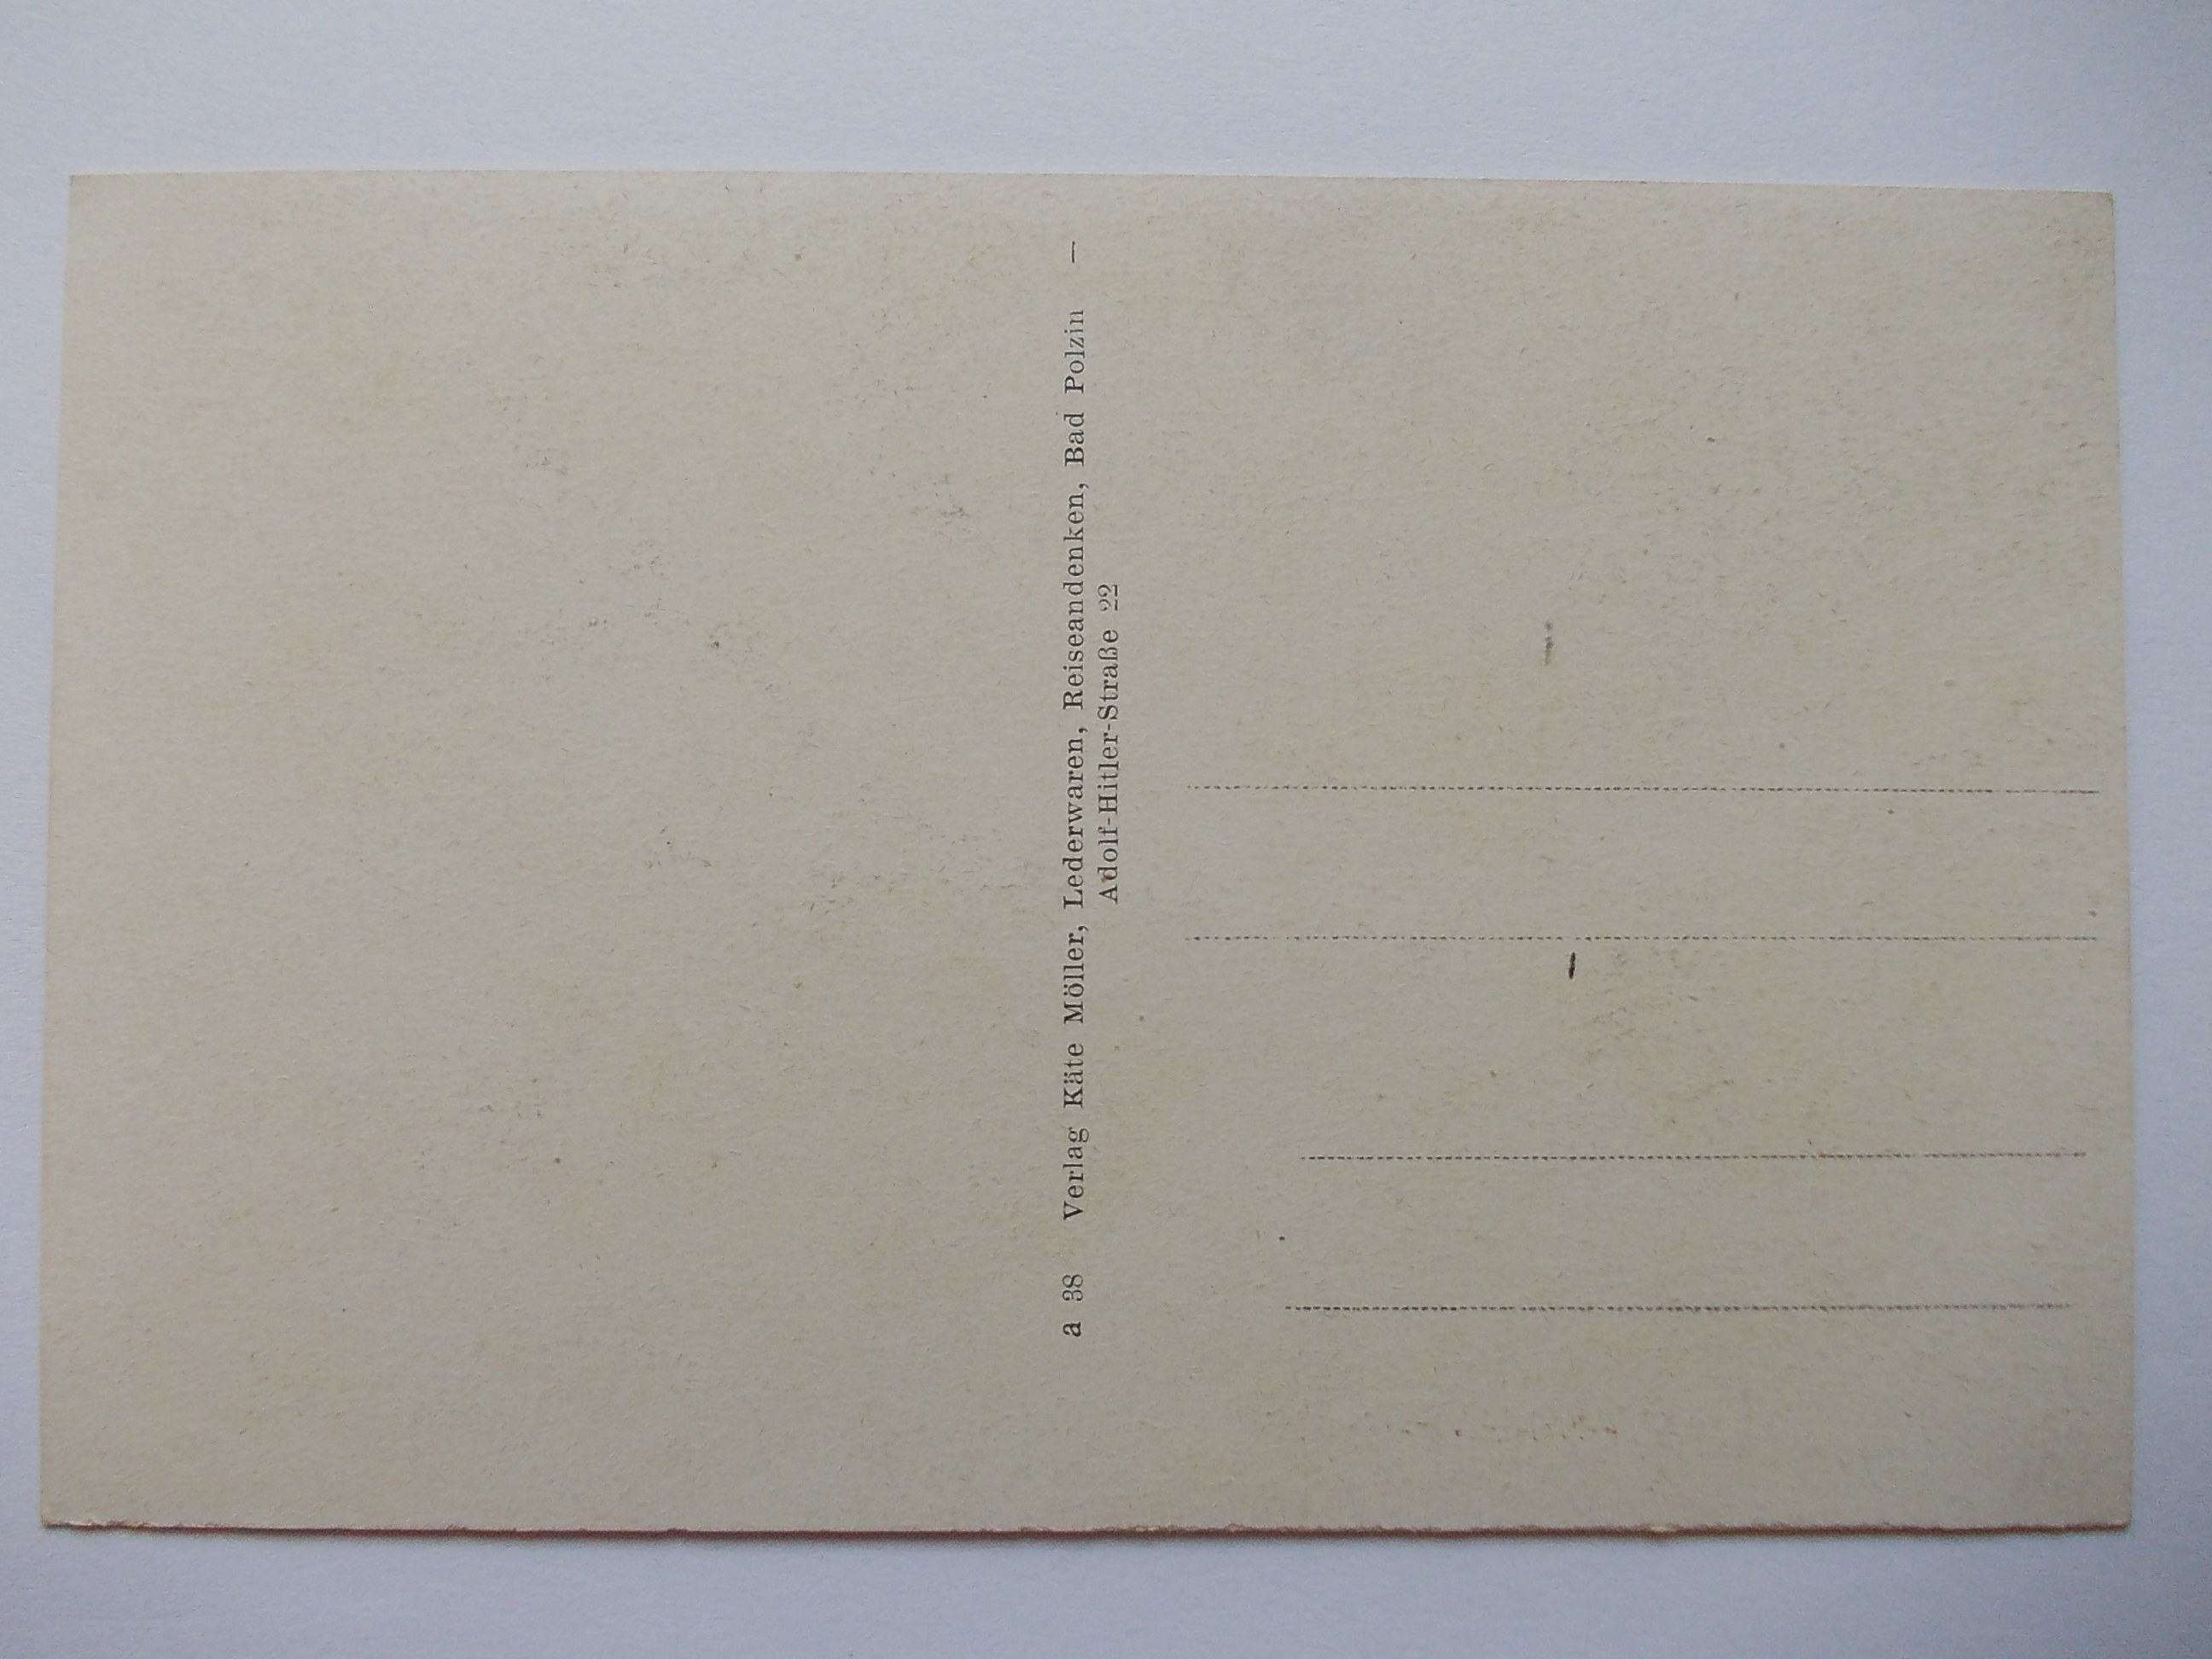 a 38 Verlag Käte Möller, Lederwaren, Reiseandenken, Bad Polzin —
Adolf-Hitler-Straße 22